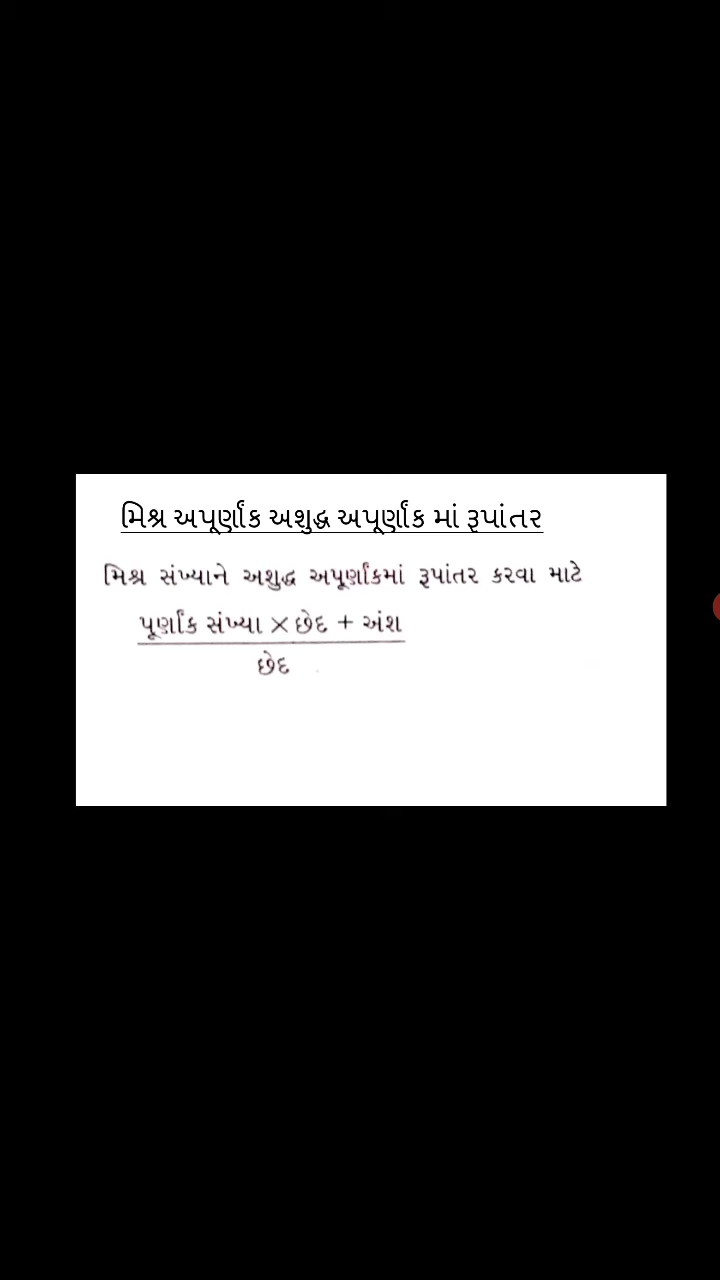 મિશ્ર અપૂર્ણાંક અશુદ્ધ અપૂર્ણાંક માં રૂપાંતર
મિશ્ર સંખ્યાને અશુદ્ધ અપૂર્ણાંકમાં રૂપાંતર કરવા માટે
પૂર્ણાંક સંખ્યા × છેદ + અંશ
છેદ